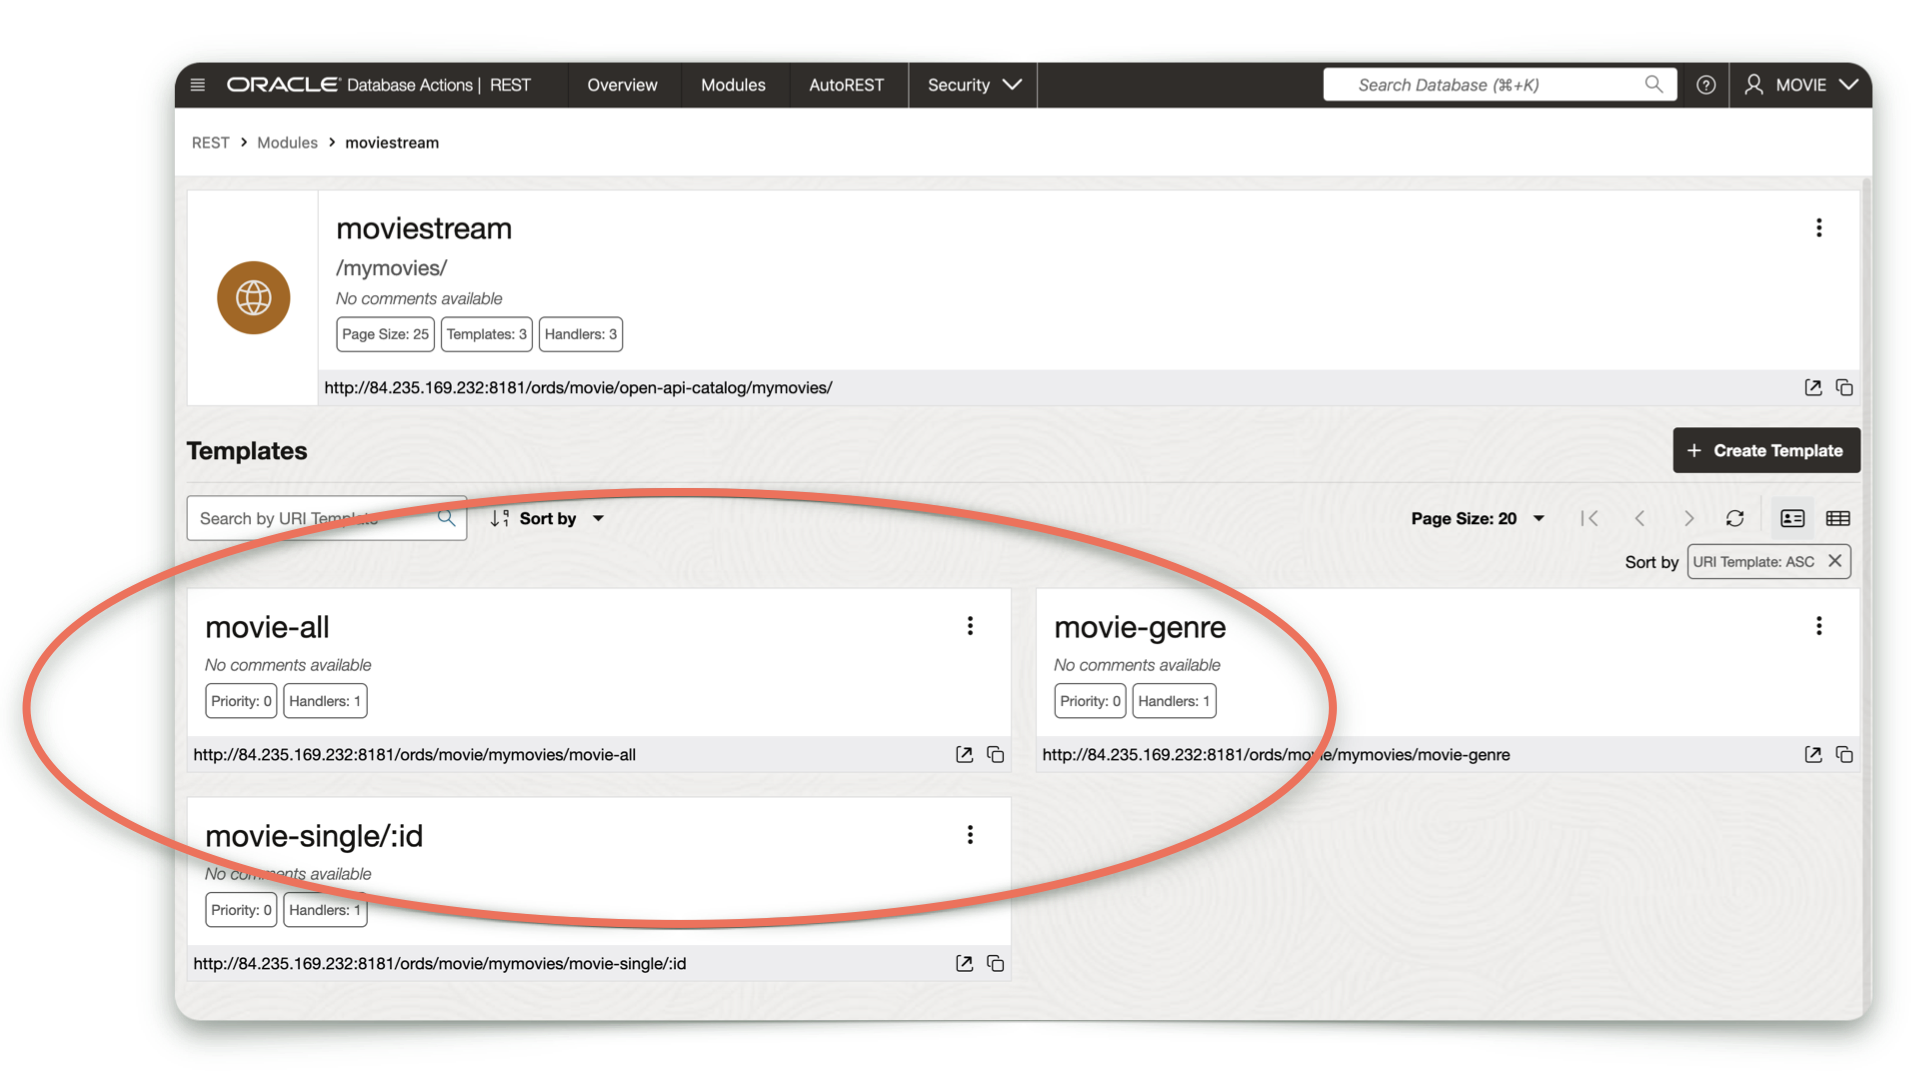 ORACLE® Database Actions | REST Overview Modules AutoREST Security Search Database (⌘+K) MOVIE
REST > Modules > moviestream
moviestream
/mymovies/
No comments available
Page Size: 25 Templates: 3 Handlers: 3
http://84.235.169.232:8181/ords/movie/open-api-catalog/mymovies/
Templates
+ Create Template
Search by URI Template Sort by Page Size: 20
Sort by URI Template: ASC
movie-all
No comments available
Priority: 0 Handlers: 1
http://84.235.169.232:8181/ords/movie/mymovies/movie-all
movie-genre
No comments available
Priority: 0 Handlers: 1
http://84.235.169.232:8181/ords/movie/mymovies/movie-genre
movie-single/:id
No comments available
Priority: 0 Handlers: 1
http://84.235.169.232:8181/ords/movie/mymovies/movie-single/:id